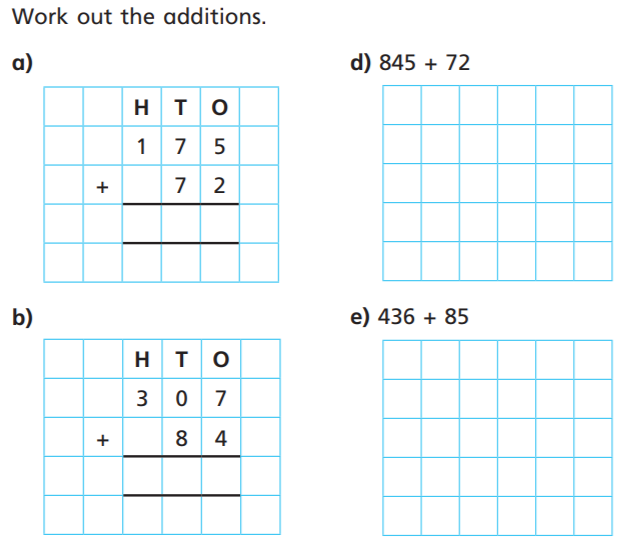 Work out the additions.
a)
H T O
1 7 5
+ 7 2
b)
H T O
3 0 7
+ 8 4
d) 845 + 72
e) 436 + 85